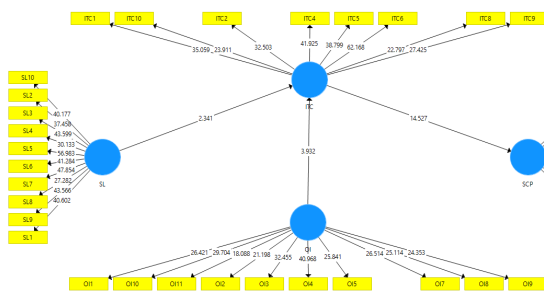 ITC1 ITC10 ITC2 ITC4 ITC5 ITC6 ITC8 ITC9
35.059 23.911 32.503 41.925 38.799 62.168 22.797 27.425
ITC
SL10
SL2
SL3
SL4
SL5
SL6
SL7
SL8
SL9
SL1
40.177
37.458
43.599
30.133
56.983
41.284
47.854
27.282
43.566
40.602
SL
2.341
14.527
3.932
SCP
OI
26.421 29.704 18.088 21.198 32.455 40.968 25.841 26.514 25.114 24.353
OI1 OI10 OI11 OI2 OI3 OI4 OI5 OI7 OI8 OI9